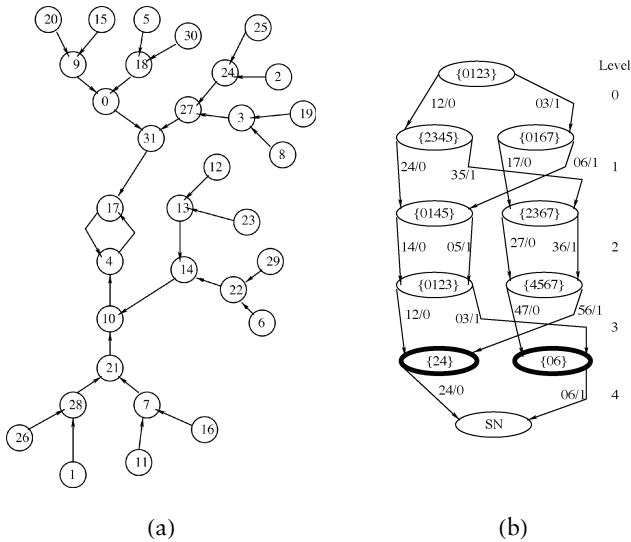 20 15 5 30 25
9 18 24 2
0 27 3 19
31 8
17 12
13 23
4 14 29
22
10 6
21
28 7
26 16
11
1
(a)
{0123} Level
12/0 03/1 0
{2345} {0167}
24/0 35/1 17/0 06/1 1
{0145} {2367}
14/0 05/1 27/0 36/1 2
{0123} {4567}
12/0 03/1 47/0 56/1 3
{24} {06}
24/0 06/1 4
SN
(b)